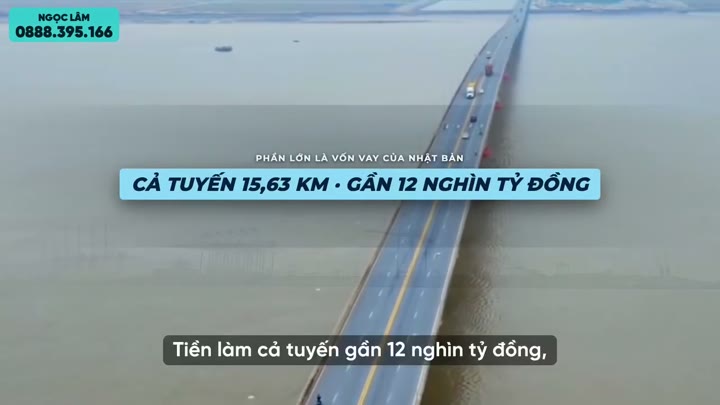 NGỌC LÂM
0888.395.166
PHẦN LỚN LÀ VỐN VAY CỦA NHẬT BẢN
CẢ TUYẾN 15,63 KM · GẦN 12 NGHÌN TỶ ĐỒNG
Tiền làm cả tuyến gần 12 nghìn tỷ đồng,